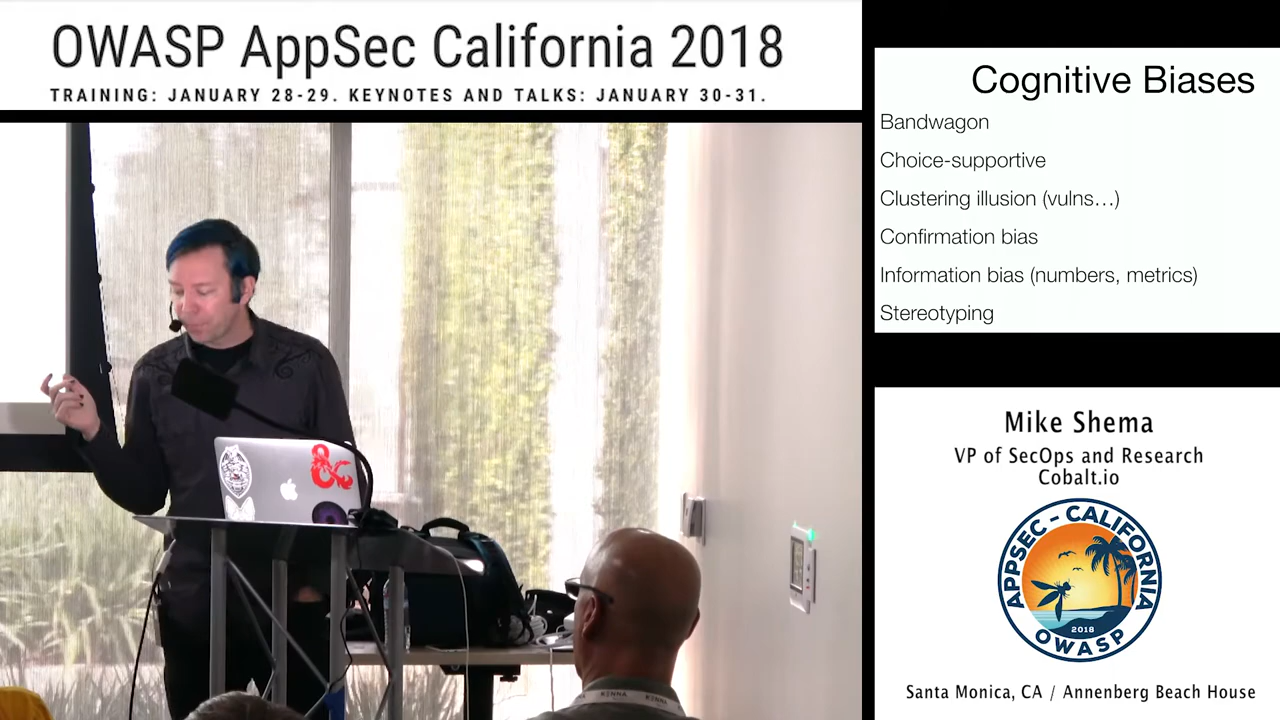 OWASP AppSec California 2018
TRAINING: JANUARY 28-29. KEYNOTES AND TALKS: JANUARY 30-31.
Cognitive Biases
Bandwagon
Choice-supportive
Clustering illusion (vulns...)
Confirmation bias
Information bias (numbers, metrics)
Stereotyping
Mike Shema
VP of SecOps and Research
Cobalt.io
APPSEC - CALIFORNIA
2018
OWASP
Santa Monica, CA / Annenberg Beach House
KENNA